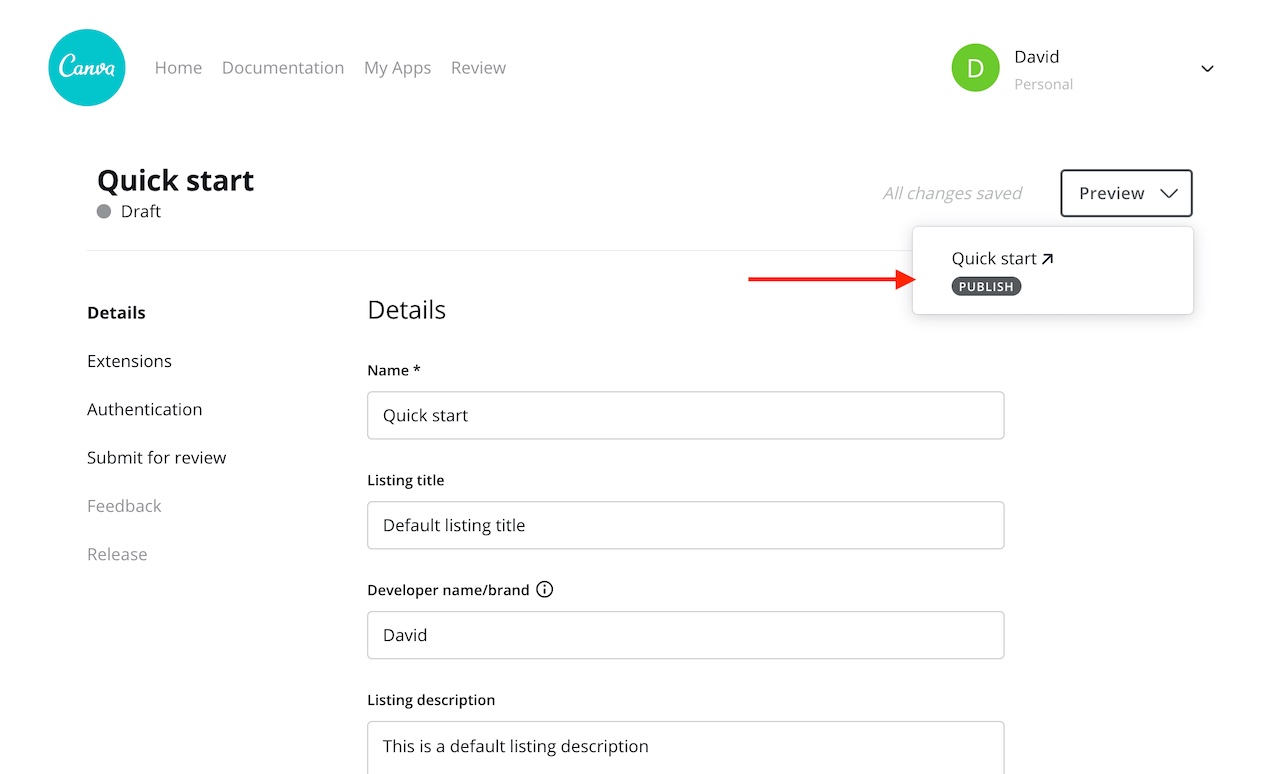 Canva
Home Documentation My Apps Review
D
David
Personal
Quick start
Draft
All changes saved
Preview
Quick start
PUBLISH
Details
Extensions
Authentication
Submit for review
Feedback
Release
Details
Name *
Quick start
Listing title
Default listing title
Developer name/brand
David
Listing description
This is a default listing description